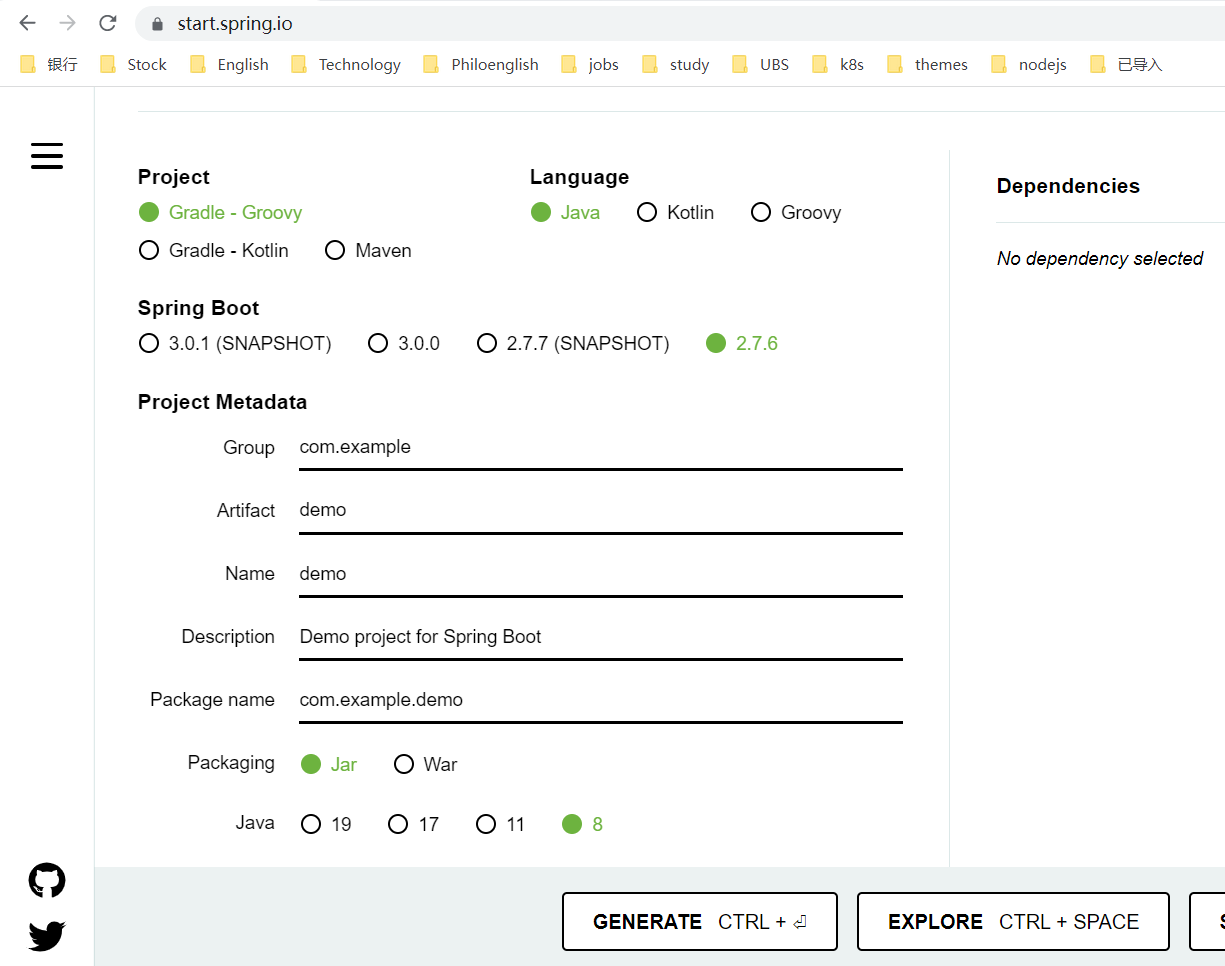 start.spring.io
银行 Stock English Technology Philoenglish jobs study UBS k8s themes nodejs 已导入
Project
Gradle - Groovy
Gradle - Kotlin Maven
Language
Java Kotlin Groovy
Spring Boot
3.0.1 (SNAPSHOT) 3.0.0 2.7.7 (SNAPSHOT) 2.7.6
Project Metadata
Group com.example
Artifact demo
Name demo
Description Demo project for Spring Boot
Package name com.example.demo
Packaging Jar War
Java 19 17 11 8
Dependencies
No dependency selected
GENERATE CTRL + ⏎ EXPLORE CTRL + SPACE